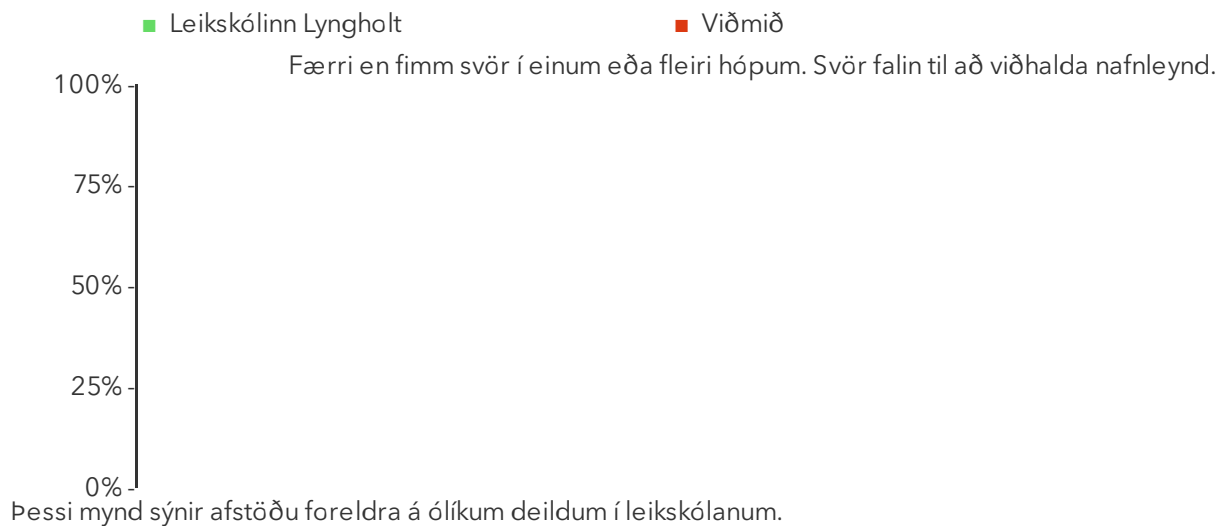 Leikskólinn Lyngholt
Viðmið
Færri en fimm svör í einum eða fleiri hópum. Svör falin til að viðhalda nafnleynd.
100%
75%
50%
25%
0%
Þessi mynd sýnir afstöðu foreldra á ólíkum deildum í leikskólanum.